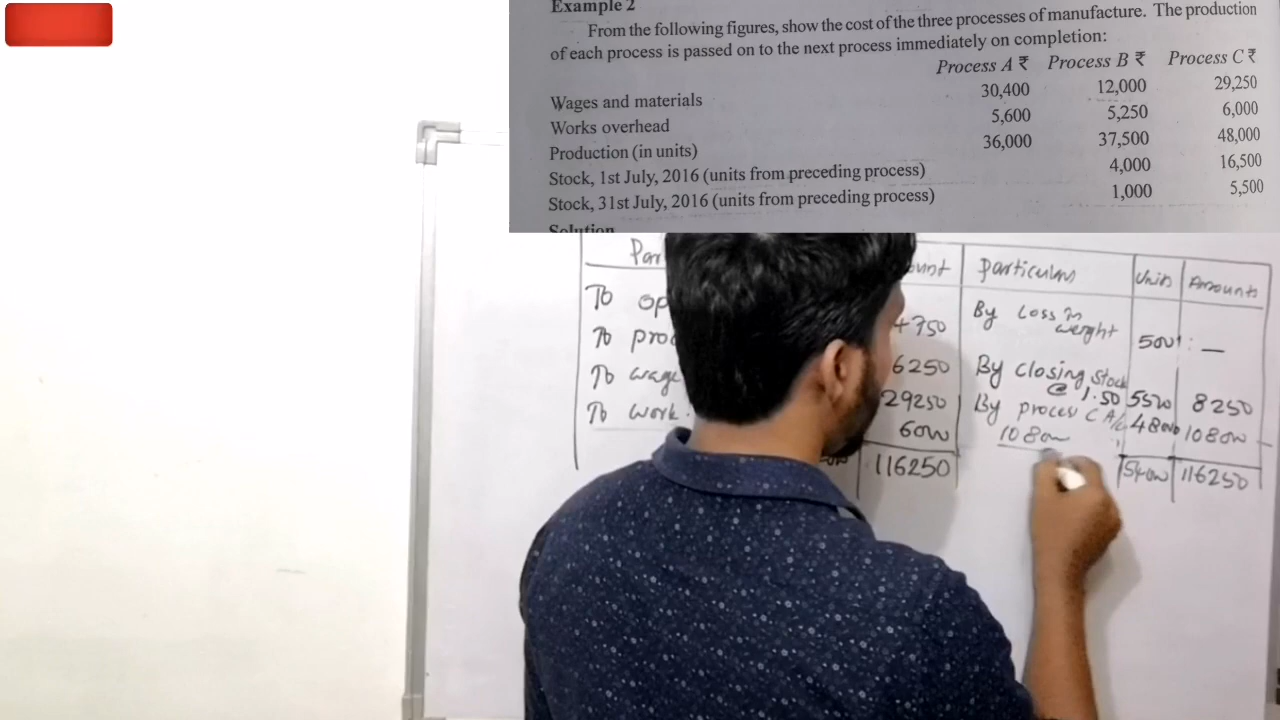 Example 2
From the following figures, show the cost of the three processes of manufacture. The production
of each process is passed on to the next process immediately on completion:
Process A ₹ Process B ₹ Process C ₹
Wages and materials 30,400 12,000 29,250
Works overhead 5,600 5,250 6,000
Production (in units) 36,000 37,500 48,000
Stock, 1st July, 2016 (units from preceding process) 4,000 16,500
Stock, 31st July, 2016 (units from preceding process) 1,000 5,500
Solution
Particulars Units Amounts
To
By Loss in weight 500 : —
To
By closing stock @ 1.50 5500 8250
To 29250
By process C A/c 48000 108000
To work 6000
108000
116250 54000 116250